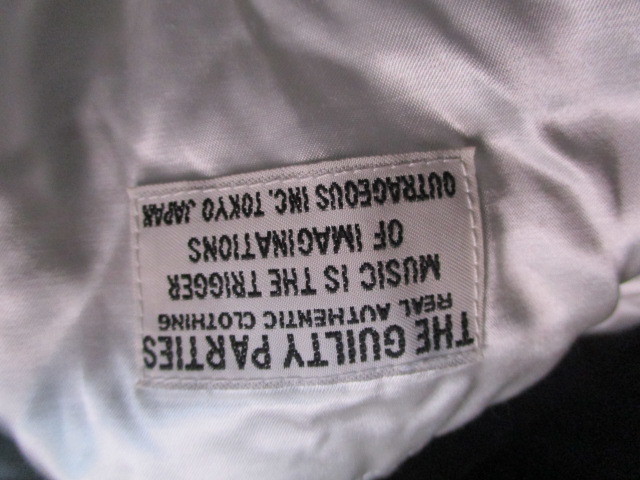 THE GUILTY PARTIES
REAL AUTHENTIC CLOTHING
MUSIC IS THE TRIGGER
OF IMAGINATIONS
OUTRAGEOUS INC. TOKYO JAPAN